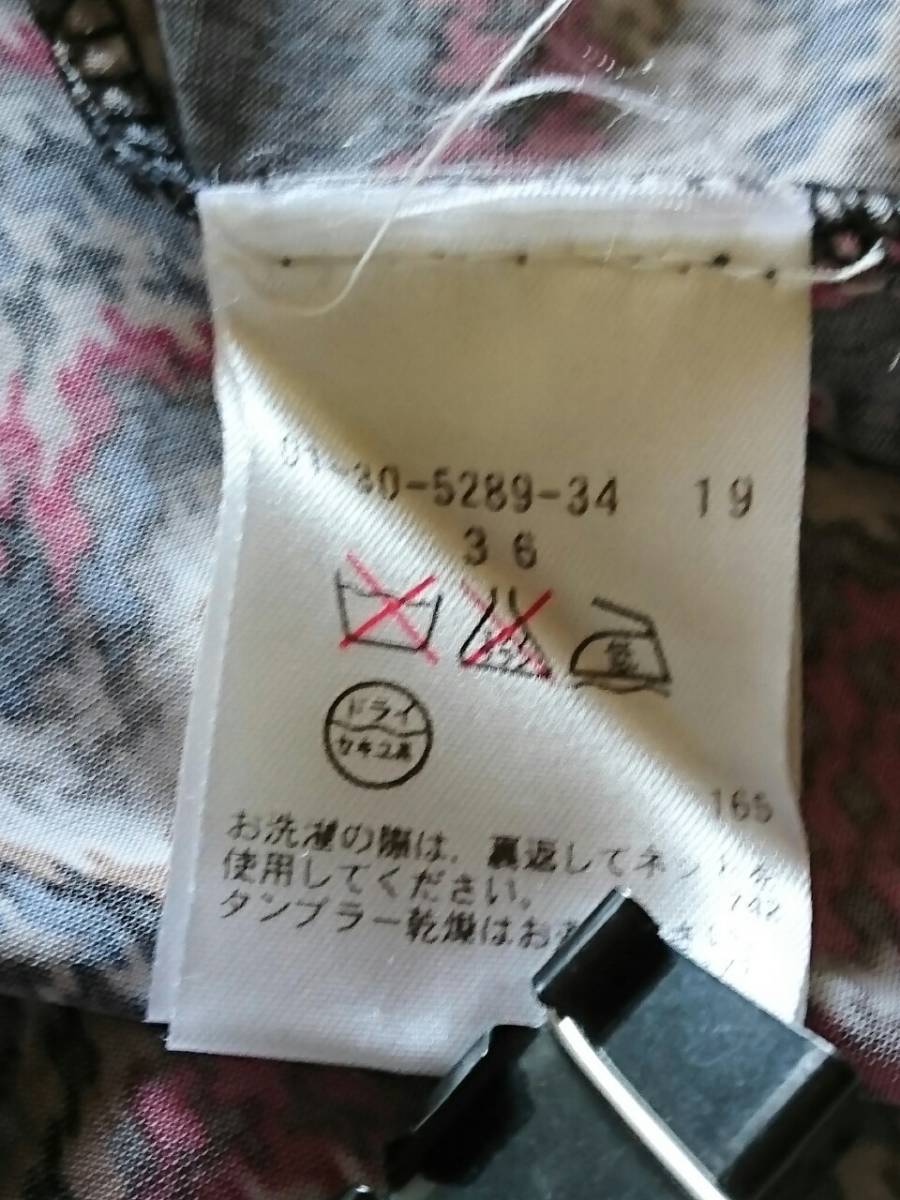 01-30-5289-34 19
36
ドライ
セキユ系
165
お洗濯の際は、裏返してネットを
使用してください。
742
タンブラー乾燥はお